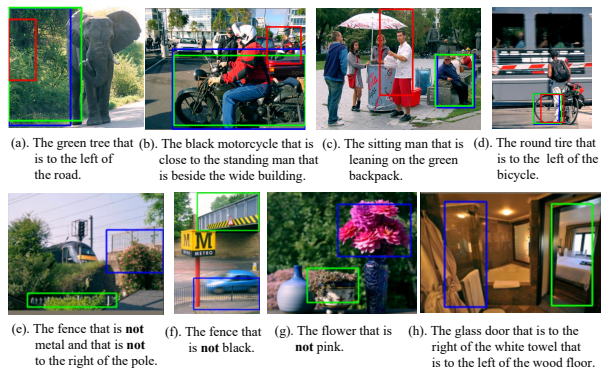 M
M
METRO
(a). The green tree that
is to the left of
the road.
(b). The black motorcycle that is
close to the standing man that
is beside the wide building.
(c). The sitting man that is
leaning on the green
backpack.
(d). The round tire that
is to the left of the
bicycle.
(e). The fence that is not
metal and that is not
to the right of the pole.
(f). The fence that
is not black.
(g). The flower that is
not pink.
(h). The glass door that is to the
right of the white towel that
is to the left of the wood floor.